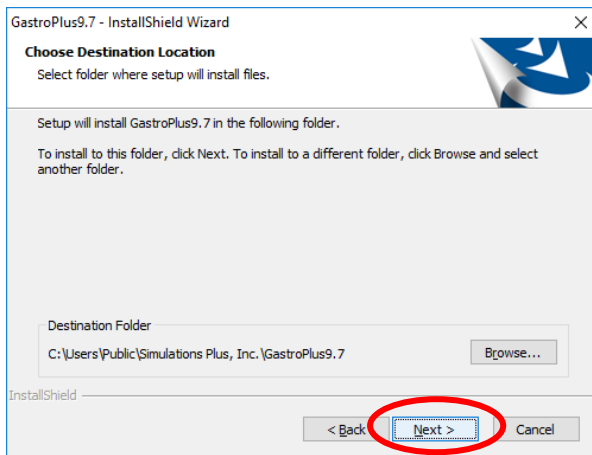 GastroPlus9.7 - InstallShield Wizard
Choose Destination Location
Select folder where setup will install files.
Setup will install GastroPlus9.7 in the following folder.
To install to this folder, click Next. To install to a different folder, click Browse and select
another folder.
Destination Folder
C:\Users\Public\Simulations Plus, Inc.\GastroPlus9.7
Browse...
InstallShield
< Back
Next >
Cancel